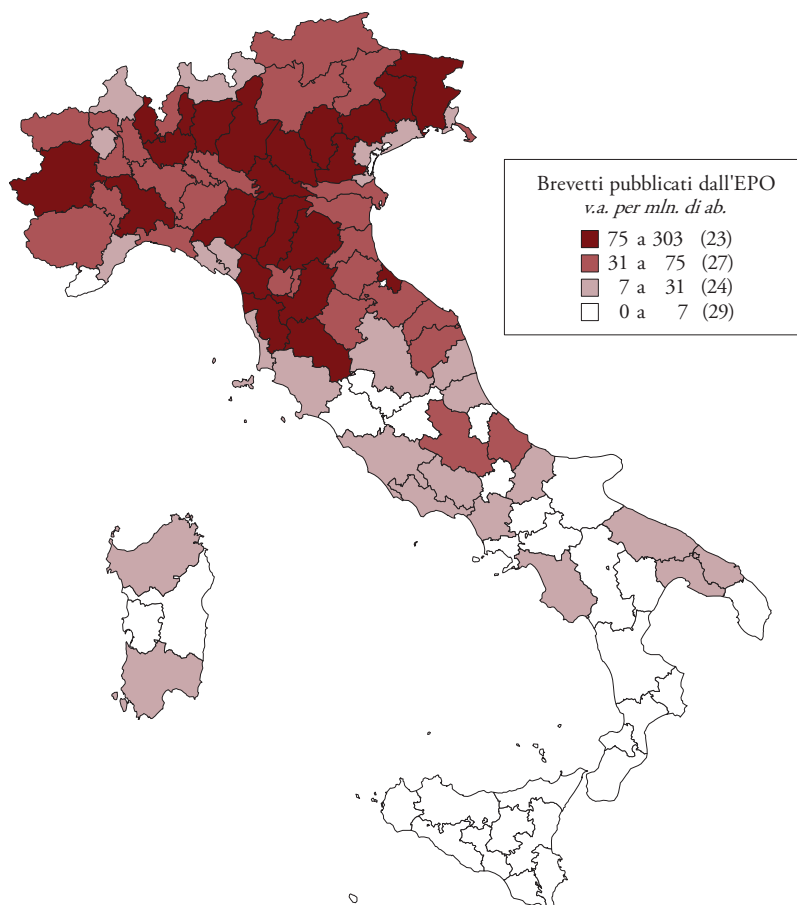 Brevetti pubblicati dall'EPO
v.a. per mln. di ab.
75 a 303 (23)
31 a 75 (27)
7 a 31 (24)
0 a 7 (29)